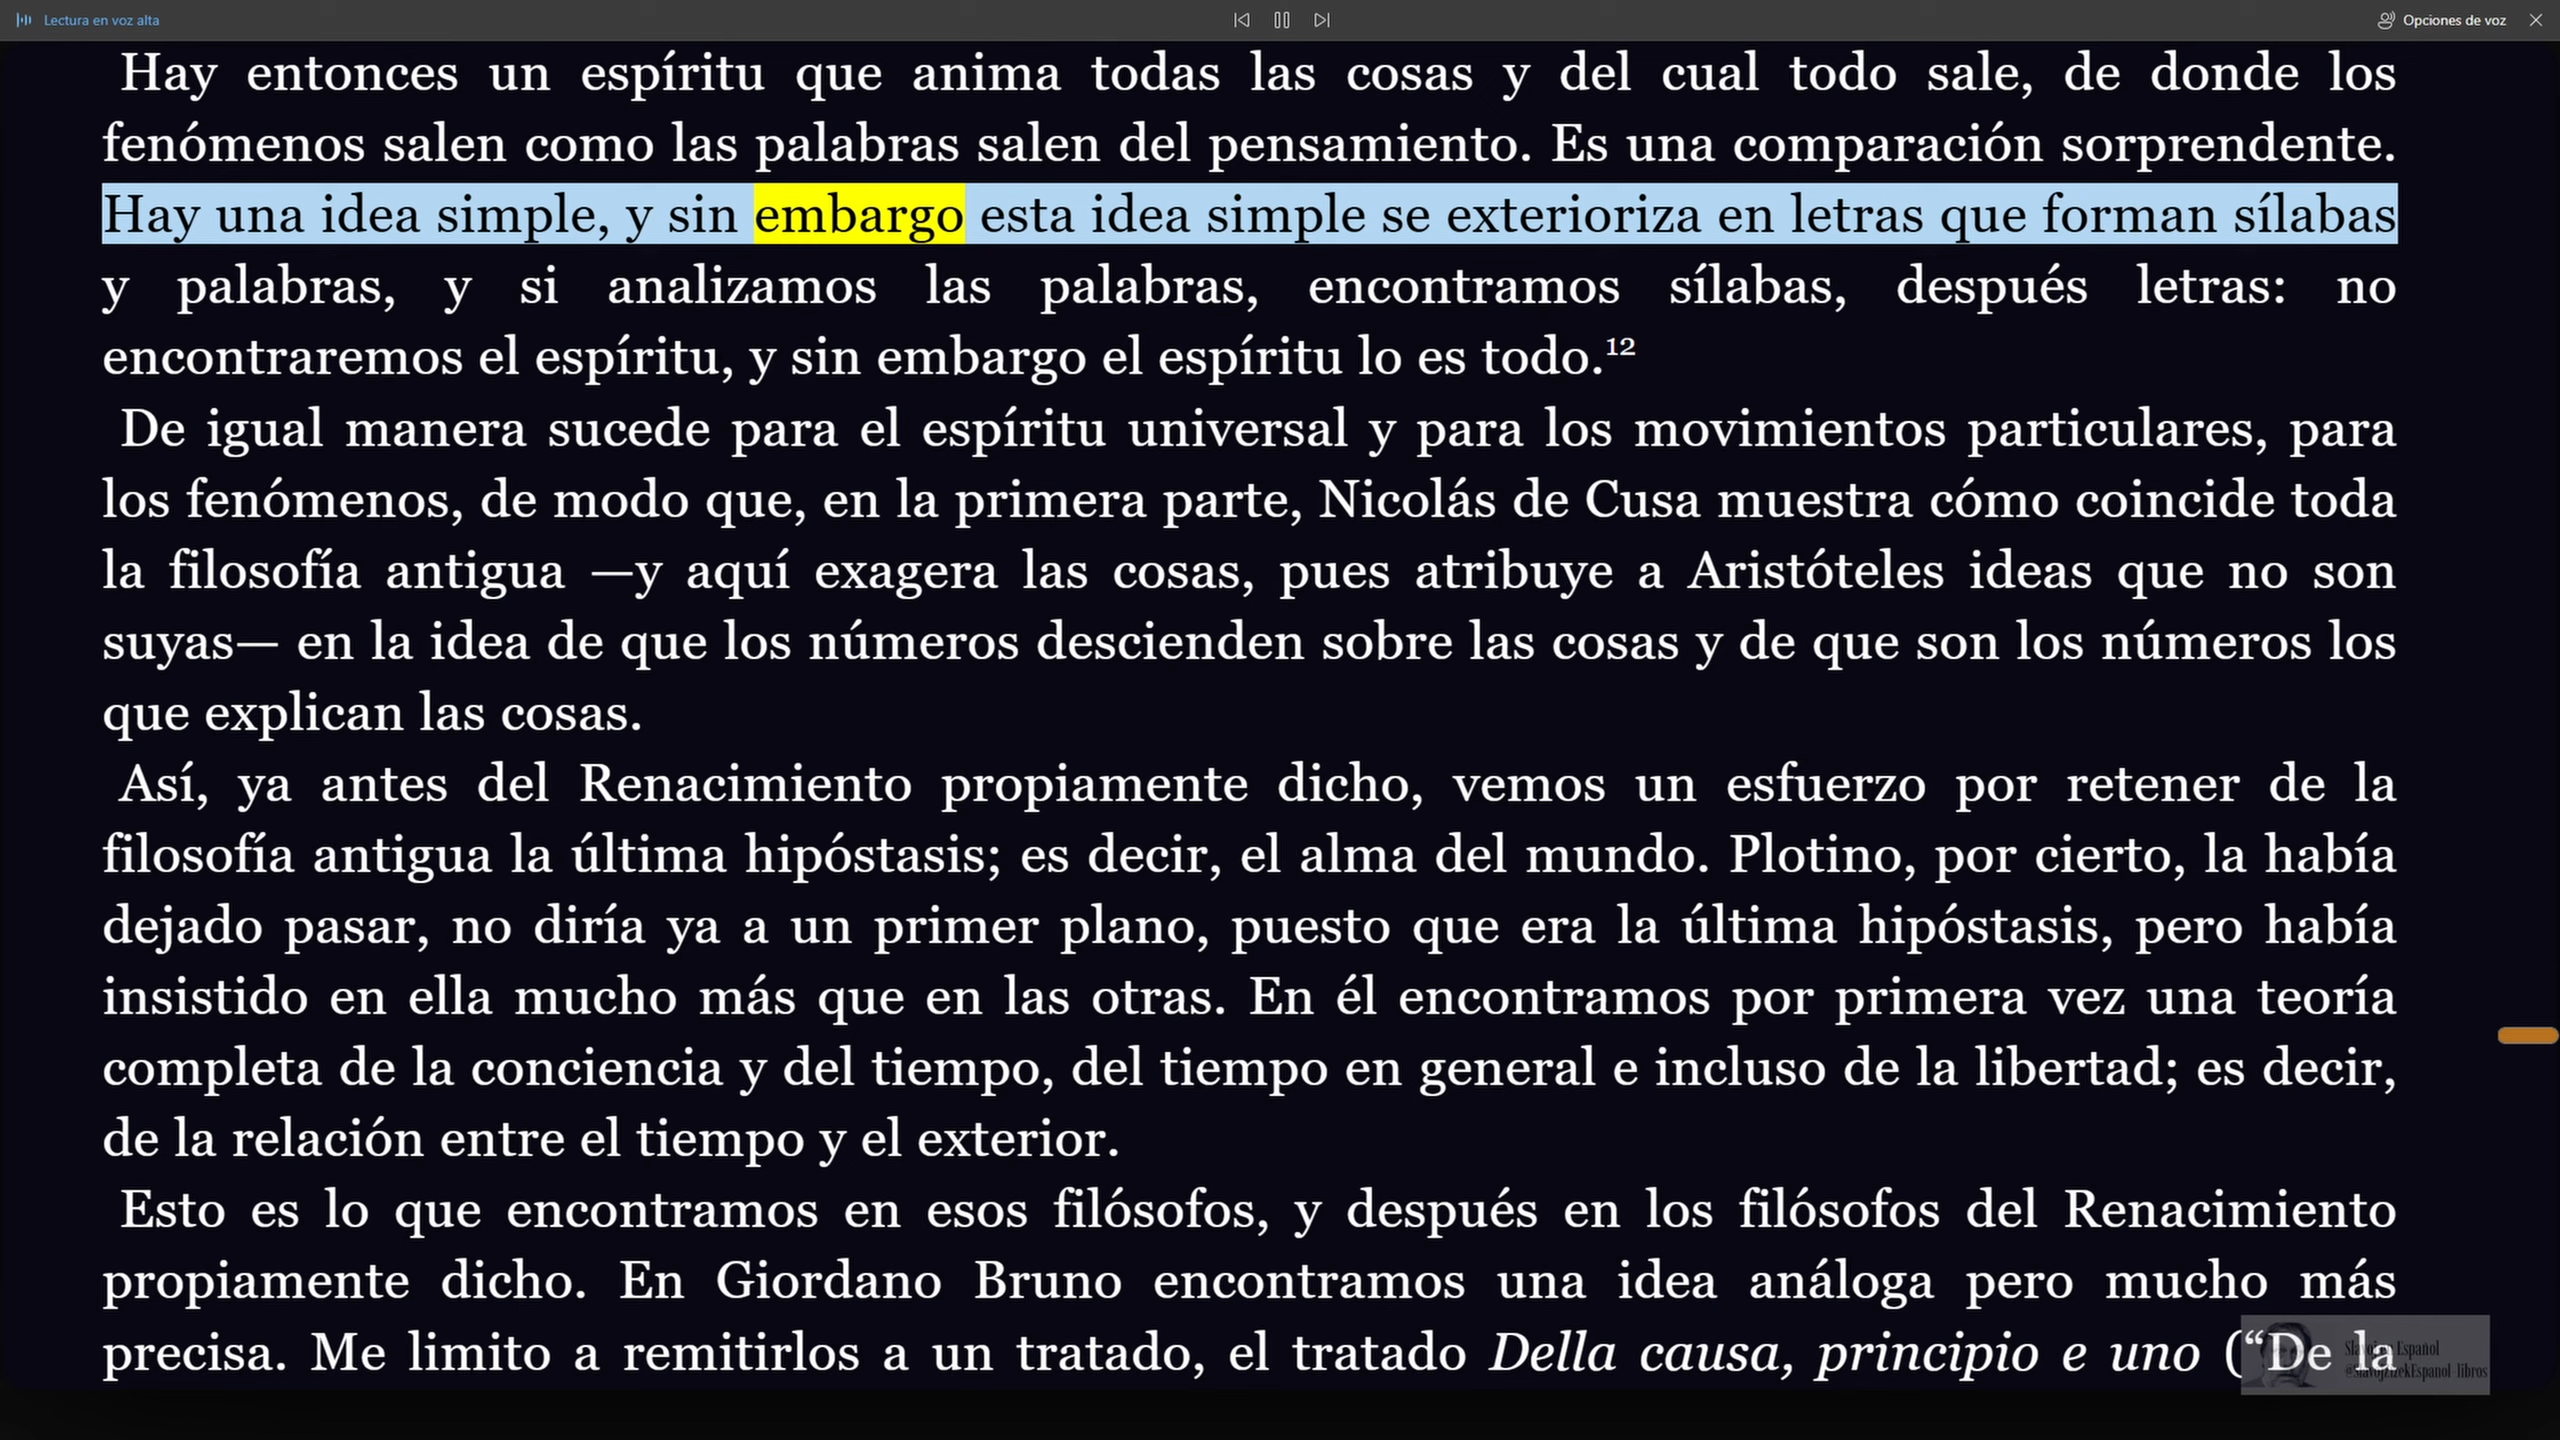 Lectura en voz alta
Opciones de voz
Hay entonces un espíritu que anima todas las cosas y del cual todo sale, de donde los
fenómenos salen como las palabras salen del pensamiento. Es una comparación sorprendente.
Hay una idea simple, y sin embargo esta idea simple se exterioriza en letras que forman sílabas
y palabras, y si analizamos las palabras, encontramos sílabas, después letras: no
encontraremos el espíritu, y sin embargo el espíritu lo es todo.¹²
De igual manera sucede para el espíritu universal y para los movimientos particulares, para
los fenómenos, de modo que, en la primera parte, Nicolás de Cusa muestra cómo coincide toda
la filosofía antigua —y aquí exagera las cosas, pues atribuye a Aristóteles ideas que no son
suyas— en la idea de que los números descienden sobre las cosas y de que son los números los
que explican las cosas.
Así, ya antes del Renacimiento propiamente dicho, vemos un esfuerzo por retener de la
filosofía antigua la última hipóstasis; es decir, el alma del mundo. Plotino, por cierto, la había
dejado pasar, no diría ya a un primer plano, puesto que era la última hipóstasis, pero había
insistido en ella mucho más que en las otras. En él encontramos por primera vez una teoría
completa de la conciencia y del tiempo, del tiempo en general e incluso de la libertad; es decir,
de la relación entre el tiempo y el exterior.
Esto es lo que encontramos en esos filósofos, y después en los filósofos del Renacimiento
propiamente dicho. En Giordano Bruno encontramos una idea análoga pero mucho más
precisa. Me limito a remitirlos a un tratado, el tratado Della causa, principio e uno (“De la
Español
@SlavojZizekEspañol-libros